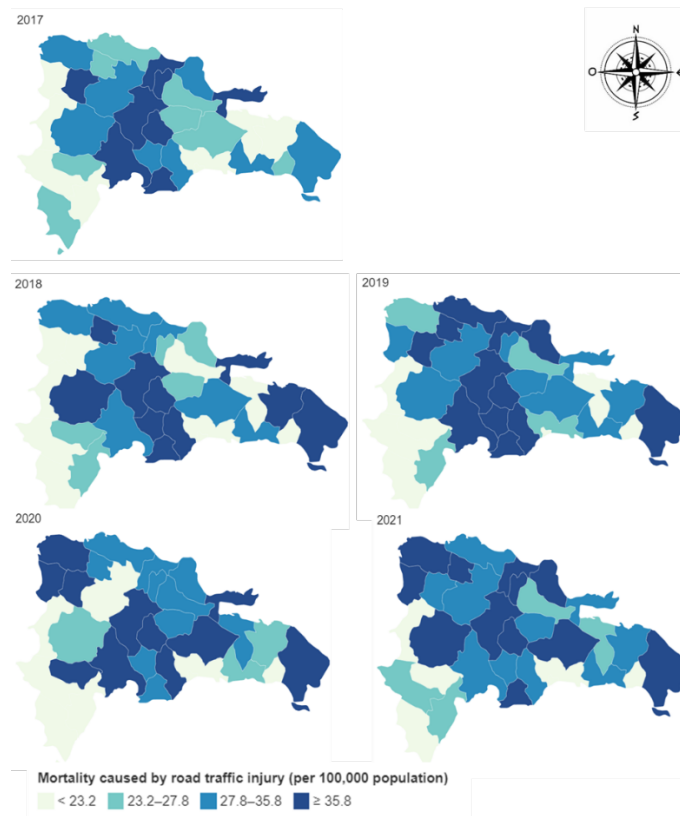 2017
N
O
S
2018
2019
2020
2021
Mortality caused by road traffic injury (per 100,000 population)
< 23.2 23.2–27.8 27.8–35.8 ≥ 35.8